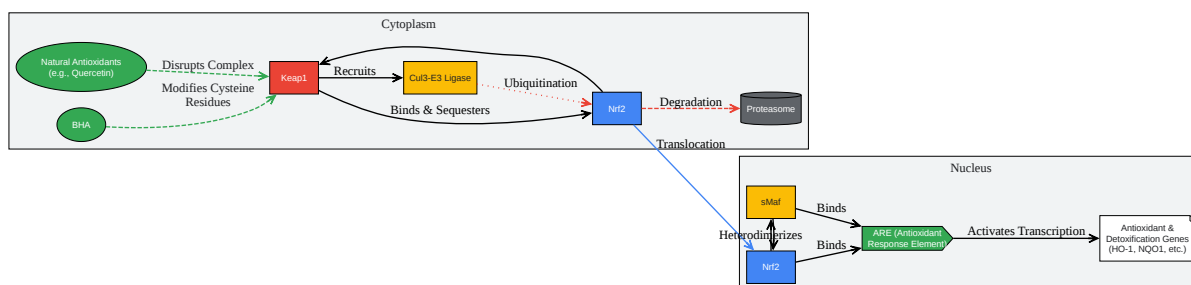 Cytoplasm
Natural Antioxidants
(e.g., Quercetin)
Disrupts Complex
Modifies Cysteine
Residues
BHA
Keap1
Recruits
Cul3-E3 Ligase
Ubiquitination
Binds & Sequesters
Nrf2
Degradation
Proteasome
Translocation
Nucleus
sMaf
Heterodimerizes
Nrf2
Binds
Binds
ARE (Antioxidant
Response Element)
Activates Transcription
Antioxidant &
Detoxification Genes
(HO-1, NQO1, etc.)